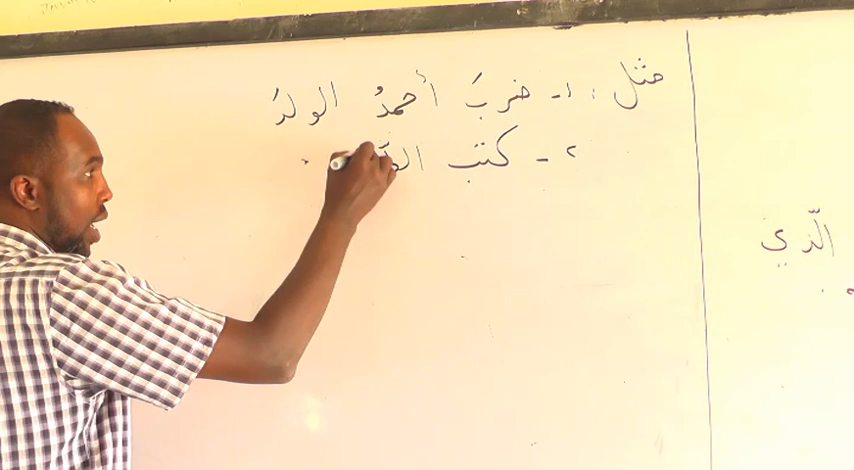 مثل : ١- ضربَ أحمدُ الولدَ
٢- كتب
الّذي